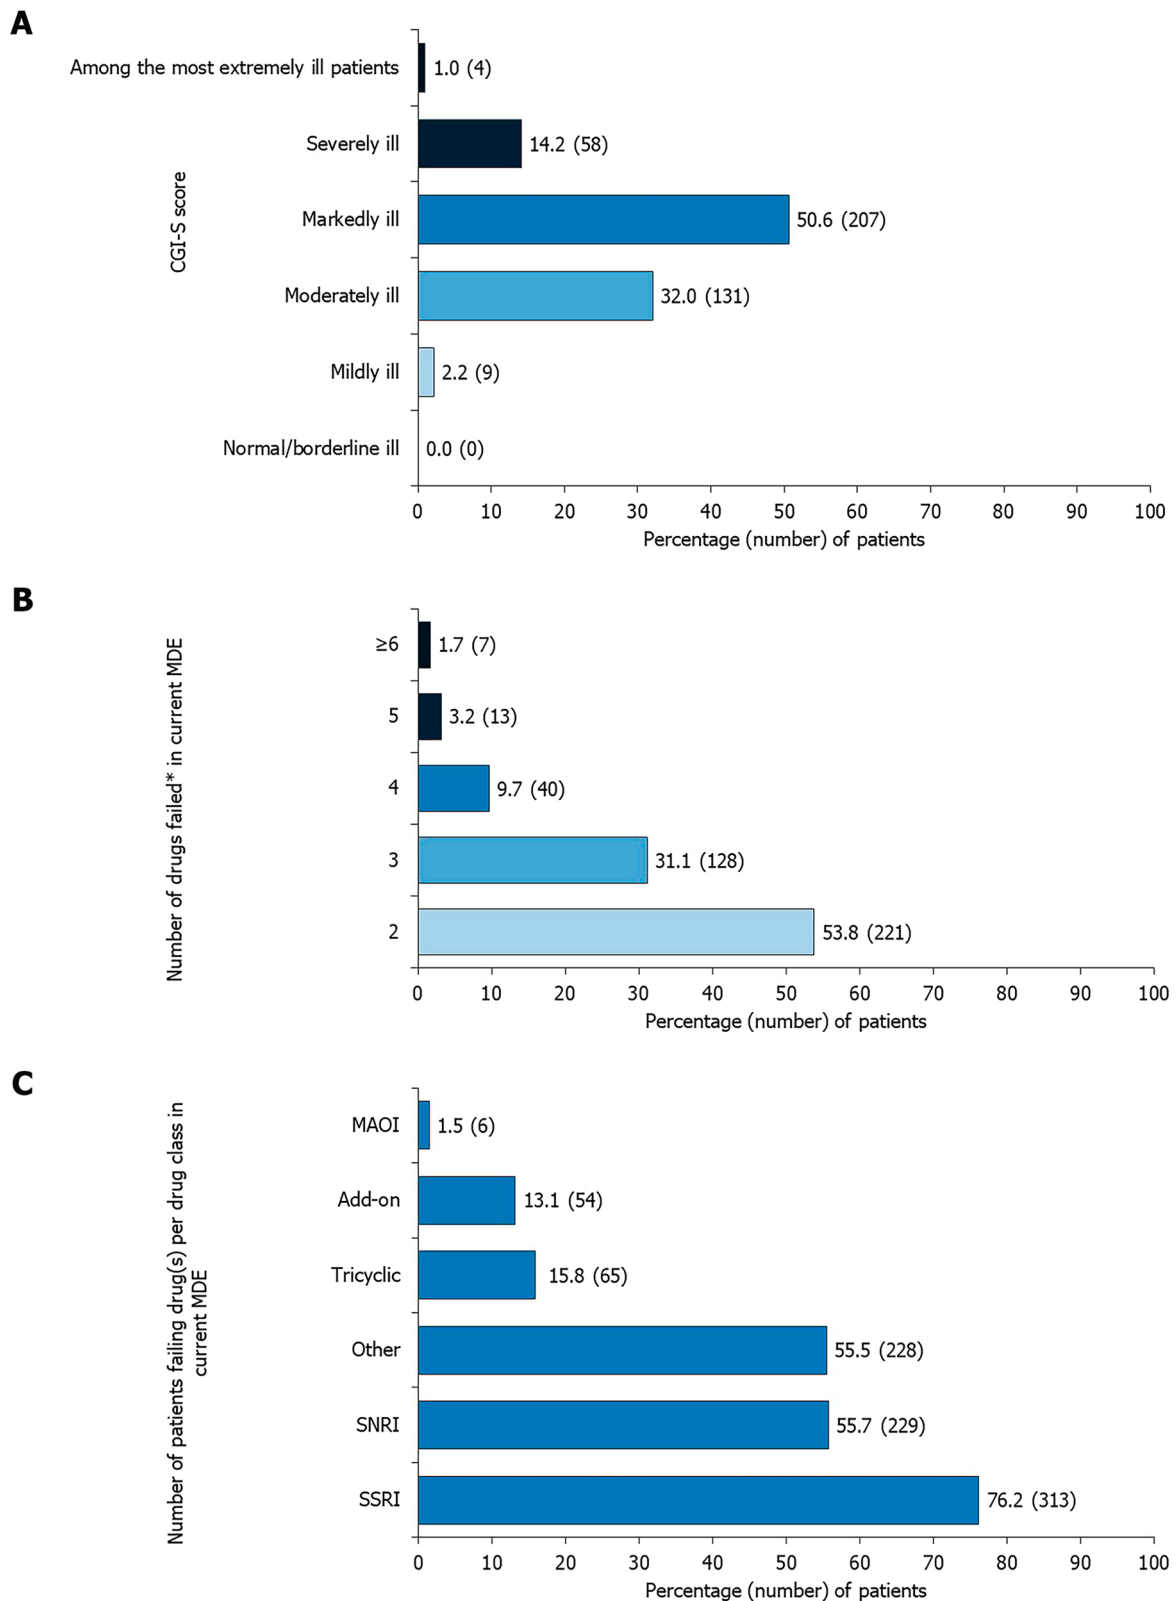 A
Among the most extremely ill patients
1.0 (4)
Severely ill
14.2 (58)
Markedly ill
50.6 (207)
Moderately ill
32.0 (131)
Mildly ill
2.2 (9)
Normal/borderline ill
0.0 (0)
CGI-S score
0 10 20 30 40 50 60 70 80 90 100
Percentage (number) of patients
B
≥6
1.7 (7)
5
3.2 (13)
4
9.7 (40)
3
31.1 (128)
2
53.8 (221)
Number of drugs failed* in current MDE
0 10 20 30 40 50 60 70 80 90 100
Percentage (number) of patients
C
MAOI
1.5 (6)
Add-on
13.1 (54)
Tricyclic
15.8 (65)
Other
55.5 (228)
SNRI
55.7 (229)
SSRI
76.2 (313)
Number of patients failing drug(s) per drug class in
current MDE
0 10 20 30 40 50 60 70 80 90 100
Percentage (number) of patients